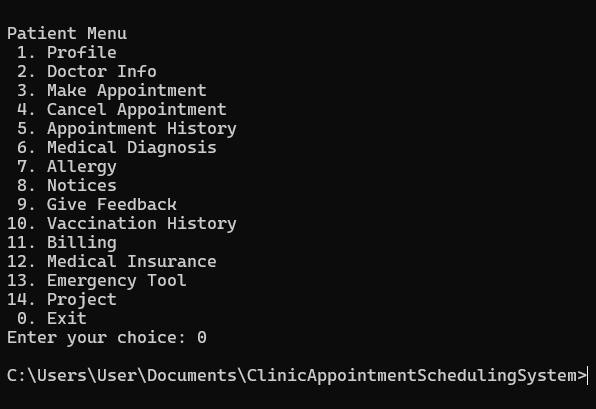 Patient Menu
 1. Profile
 2. Doctor Info
 3. Make Appointment
 4. Cancel Appointment
 5. Appointment History
 6. Medical Diagnosis
 7. Allergy
 8. Notices
 9. Give Feedback
10. Vaccination History
11. Billing
12. Medical Insurance
13. Emergency Tool
14. Project
 0. Exit
Enter your choice: 0
C:\Users\User\Documents\ClinicAppointmentSchedulingSystem>